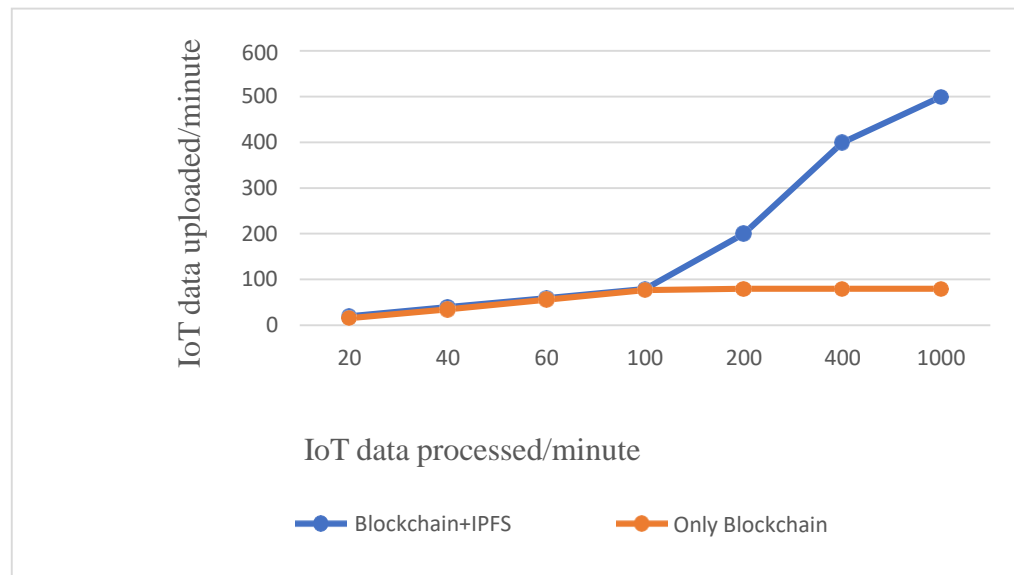 IoT data uploaded/minute
600
500
400
300
200
100
0
20 40 60 100 200 400 1000
IoT data processed/minute
Blockchain+IPFS Only Blockchain